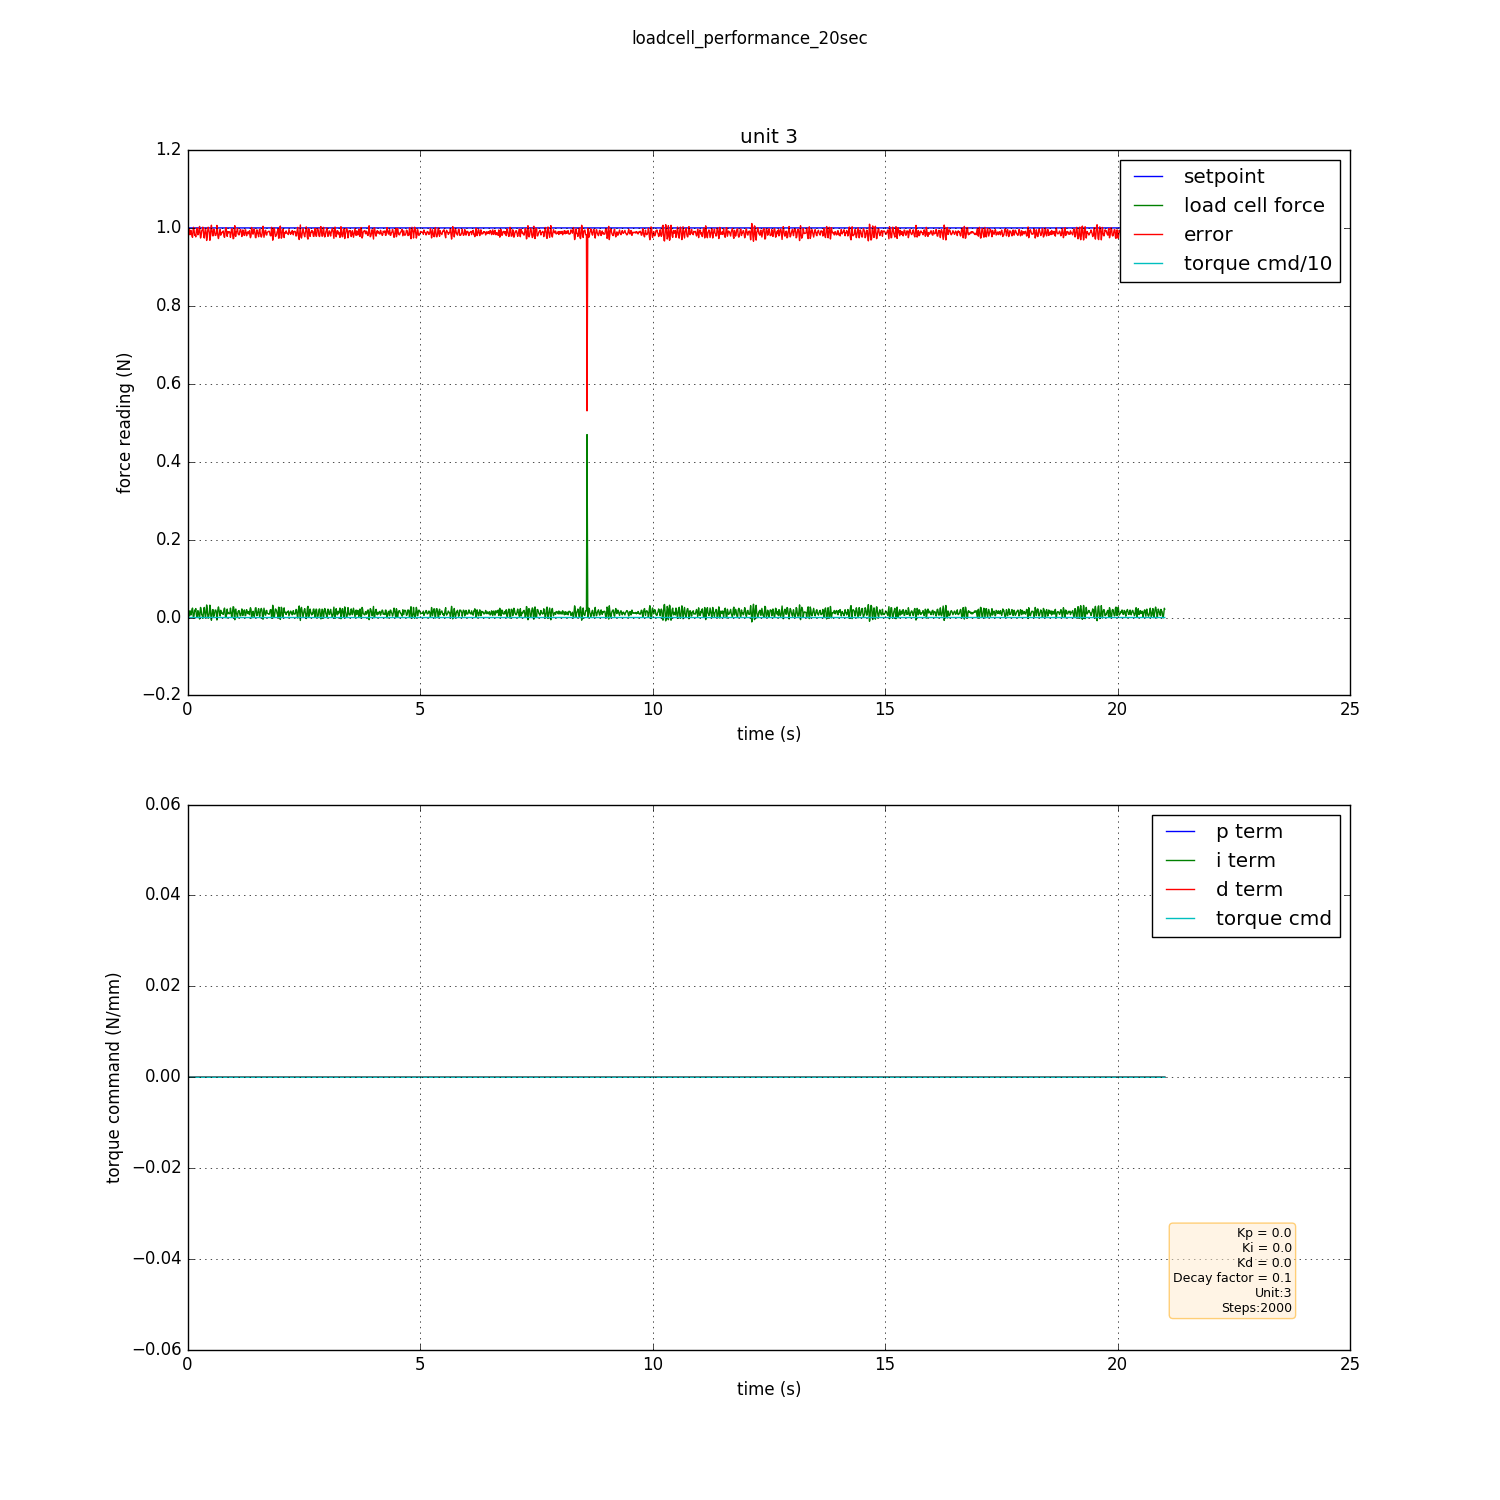 loadcell_performance_20sec
unit 3
1.2
1.0
0.8
0.6
0.4
0.2
0.0
−0.2
force reading (N)
setpoint
load cell force
error
torque cmd/10
0
5
10
15
20
25
time (s)
0.06
0.04
0.02
0.00
−0.02
−0.04
−0.06
torque command (N/mm)
p term
i term
d term
torque cmd
Kp = 0.0
Ki = 0.0
Kd = 0.0
Decay factor = 0.1
Unit:3
Steps:2000
0
5
10
15
20
25
time (s)